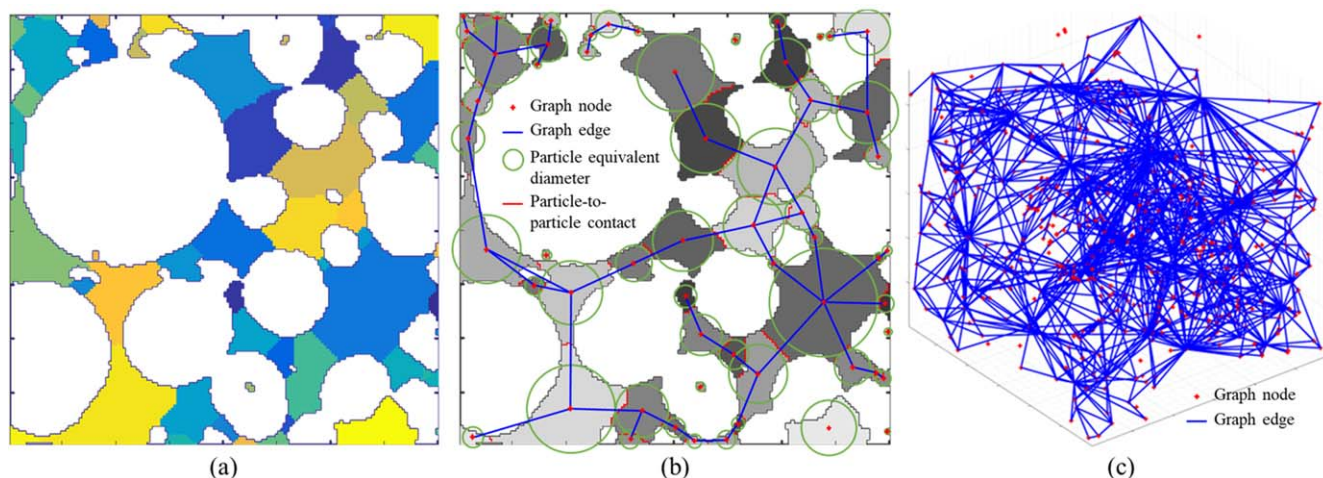 Graph node
Graph edge
Particle equivalent
diameter
Particle-to-
particle contact
Graph node
Graph edge
(a)
(b)
(c)